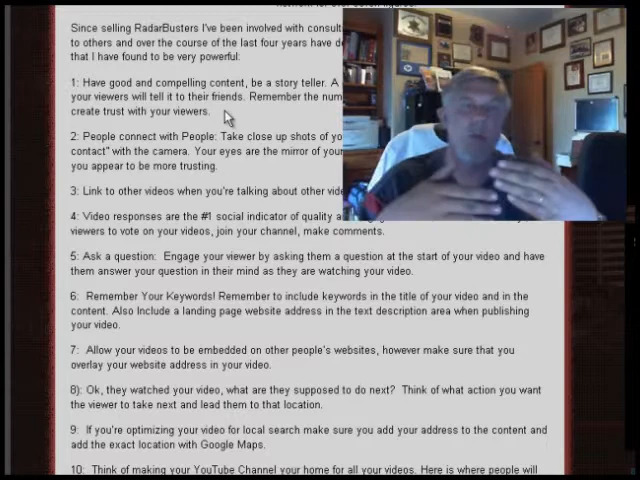 Since selling RadarBusters I've been involved with consult
to others and over the course of the last four years have de
that I have found to be very powerful:
1: Have good and compelling content, be a story teller. A
your viewers will tell it to their friends. Remember the num
create trust with your viewers.
2: People connect with People: Take close up shots of yo
contact" with the camera. Your eyes are the mirror of your
you appear to be more trusting.
3: Link to other videos when you're talking about other vide
4: Video responses are the #1 social indicator of quality a
viewers to vote on your videos, join your channel, make comments.
5: Ask a question: Engage your viewer by asking them a question at the start of your video and have
them answer your question in their mind as they are watching your video.
6: Remember Your Keywords! Remember to include keywords in the title of your video and in the
content. Also Include a landing page website address in the text description area when publishing
your video.
7: Allow your videos to be embedded on other people's websites, however make sure that you
overlay your website address in your video.
8): Ok, they watched your video, what are they supposed to do next? Think of what action you want
the viewer to take next and lead them to that location.
9: If you're optimizing your video for local search make sure you add your address to the content and
add the exact location with Google Maps.
10: Think of making your YouTube Channel your home for all your videos. Here is where people will